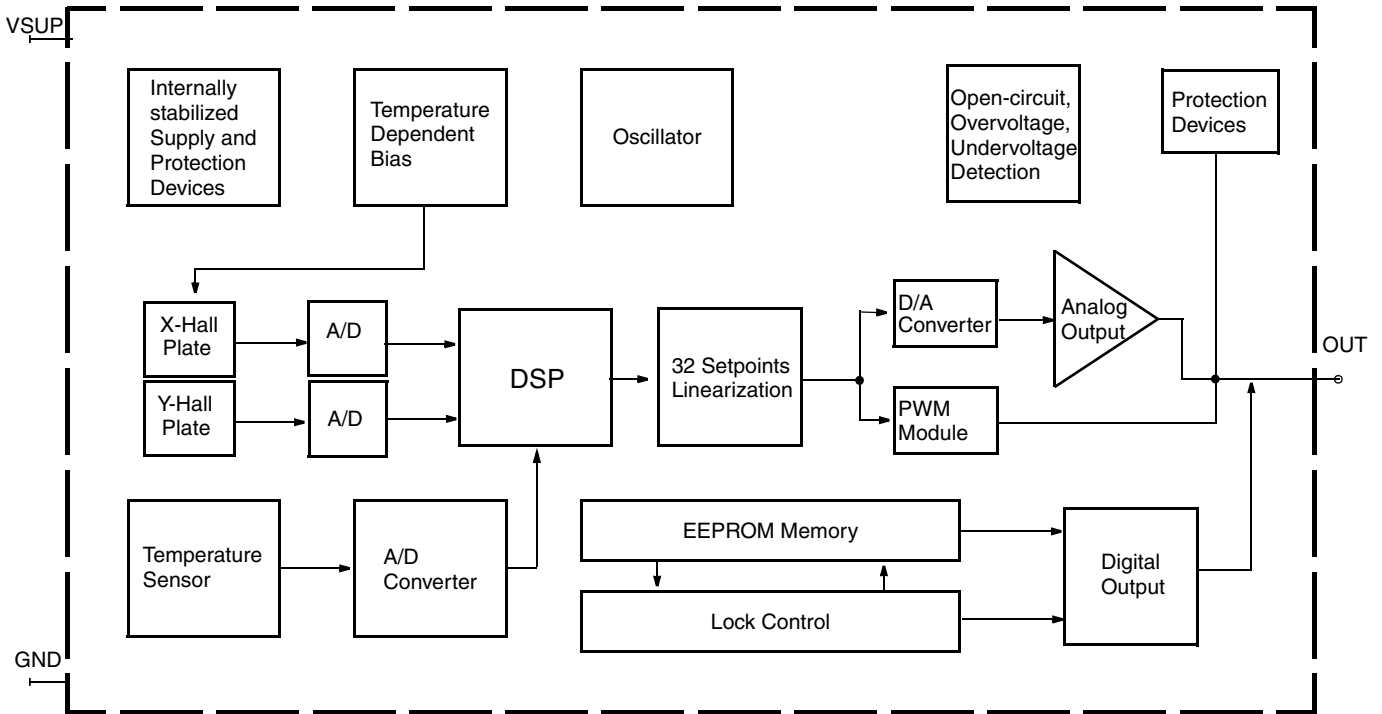 VSUP
Internally
stabilized
Supply and
Protection
Devices
Temperature
Dependent
Bias
Oscillator
Open-circuit,
Overvoltage,
Undervoltage
Detection
Protection
Devices
X-Hall
Plate
A/D
Y-Hall
Plate
A/D
DSP
32 Setpoints
Linearization
D/A
Converter
Analog
Output
PWM
Module
OUT
Temperature
Sensor
A/D
Converter
EEPROM Memory
Lock Control
Digital
Output
GND